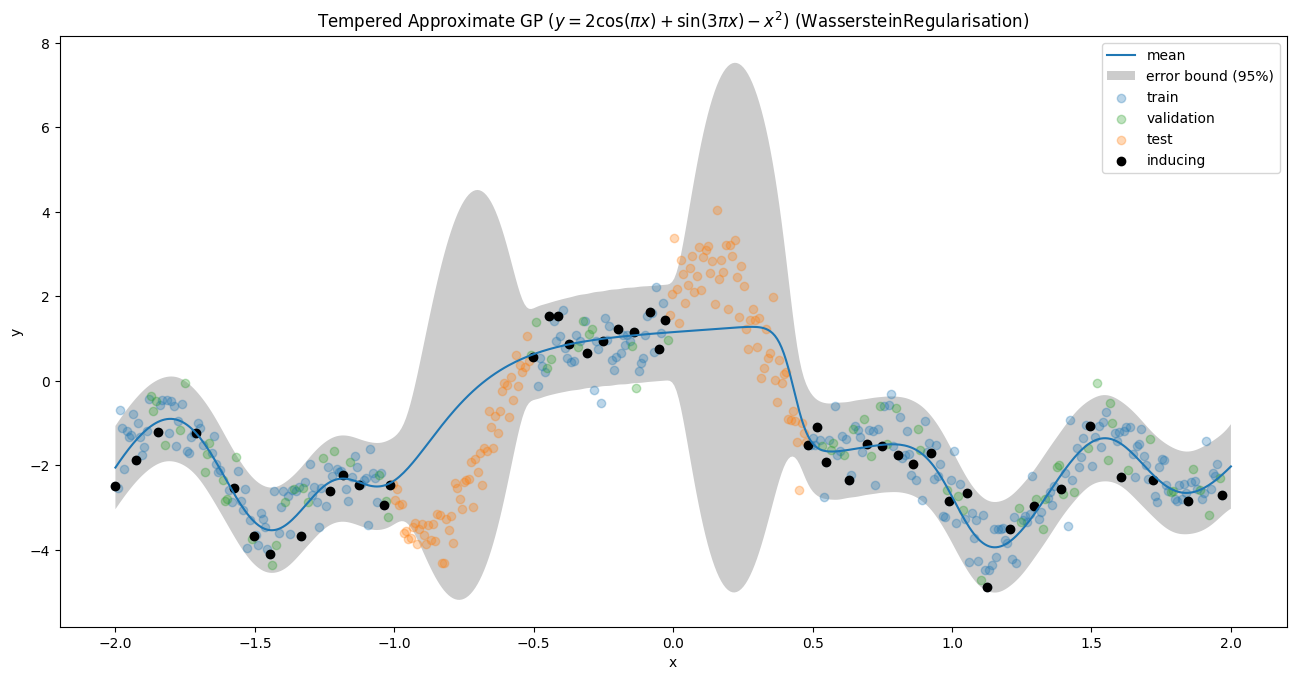 Tempered Approximate GP (y = 2cos(πx) + sin(3πx) − x²) (WassersteinRegularisation)
mean
error bound (95%)
train
validation
test
inducing
y
8
6
4
2
0
−2
−4
−2.0 −1.5 −1.0 −0.5 0.0 0.5 1.0 1.5 2.0
x